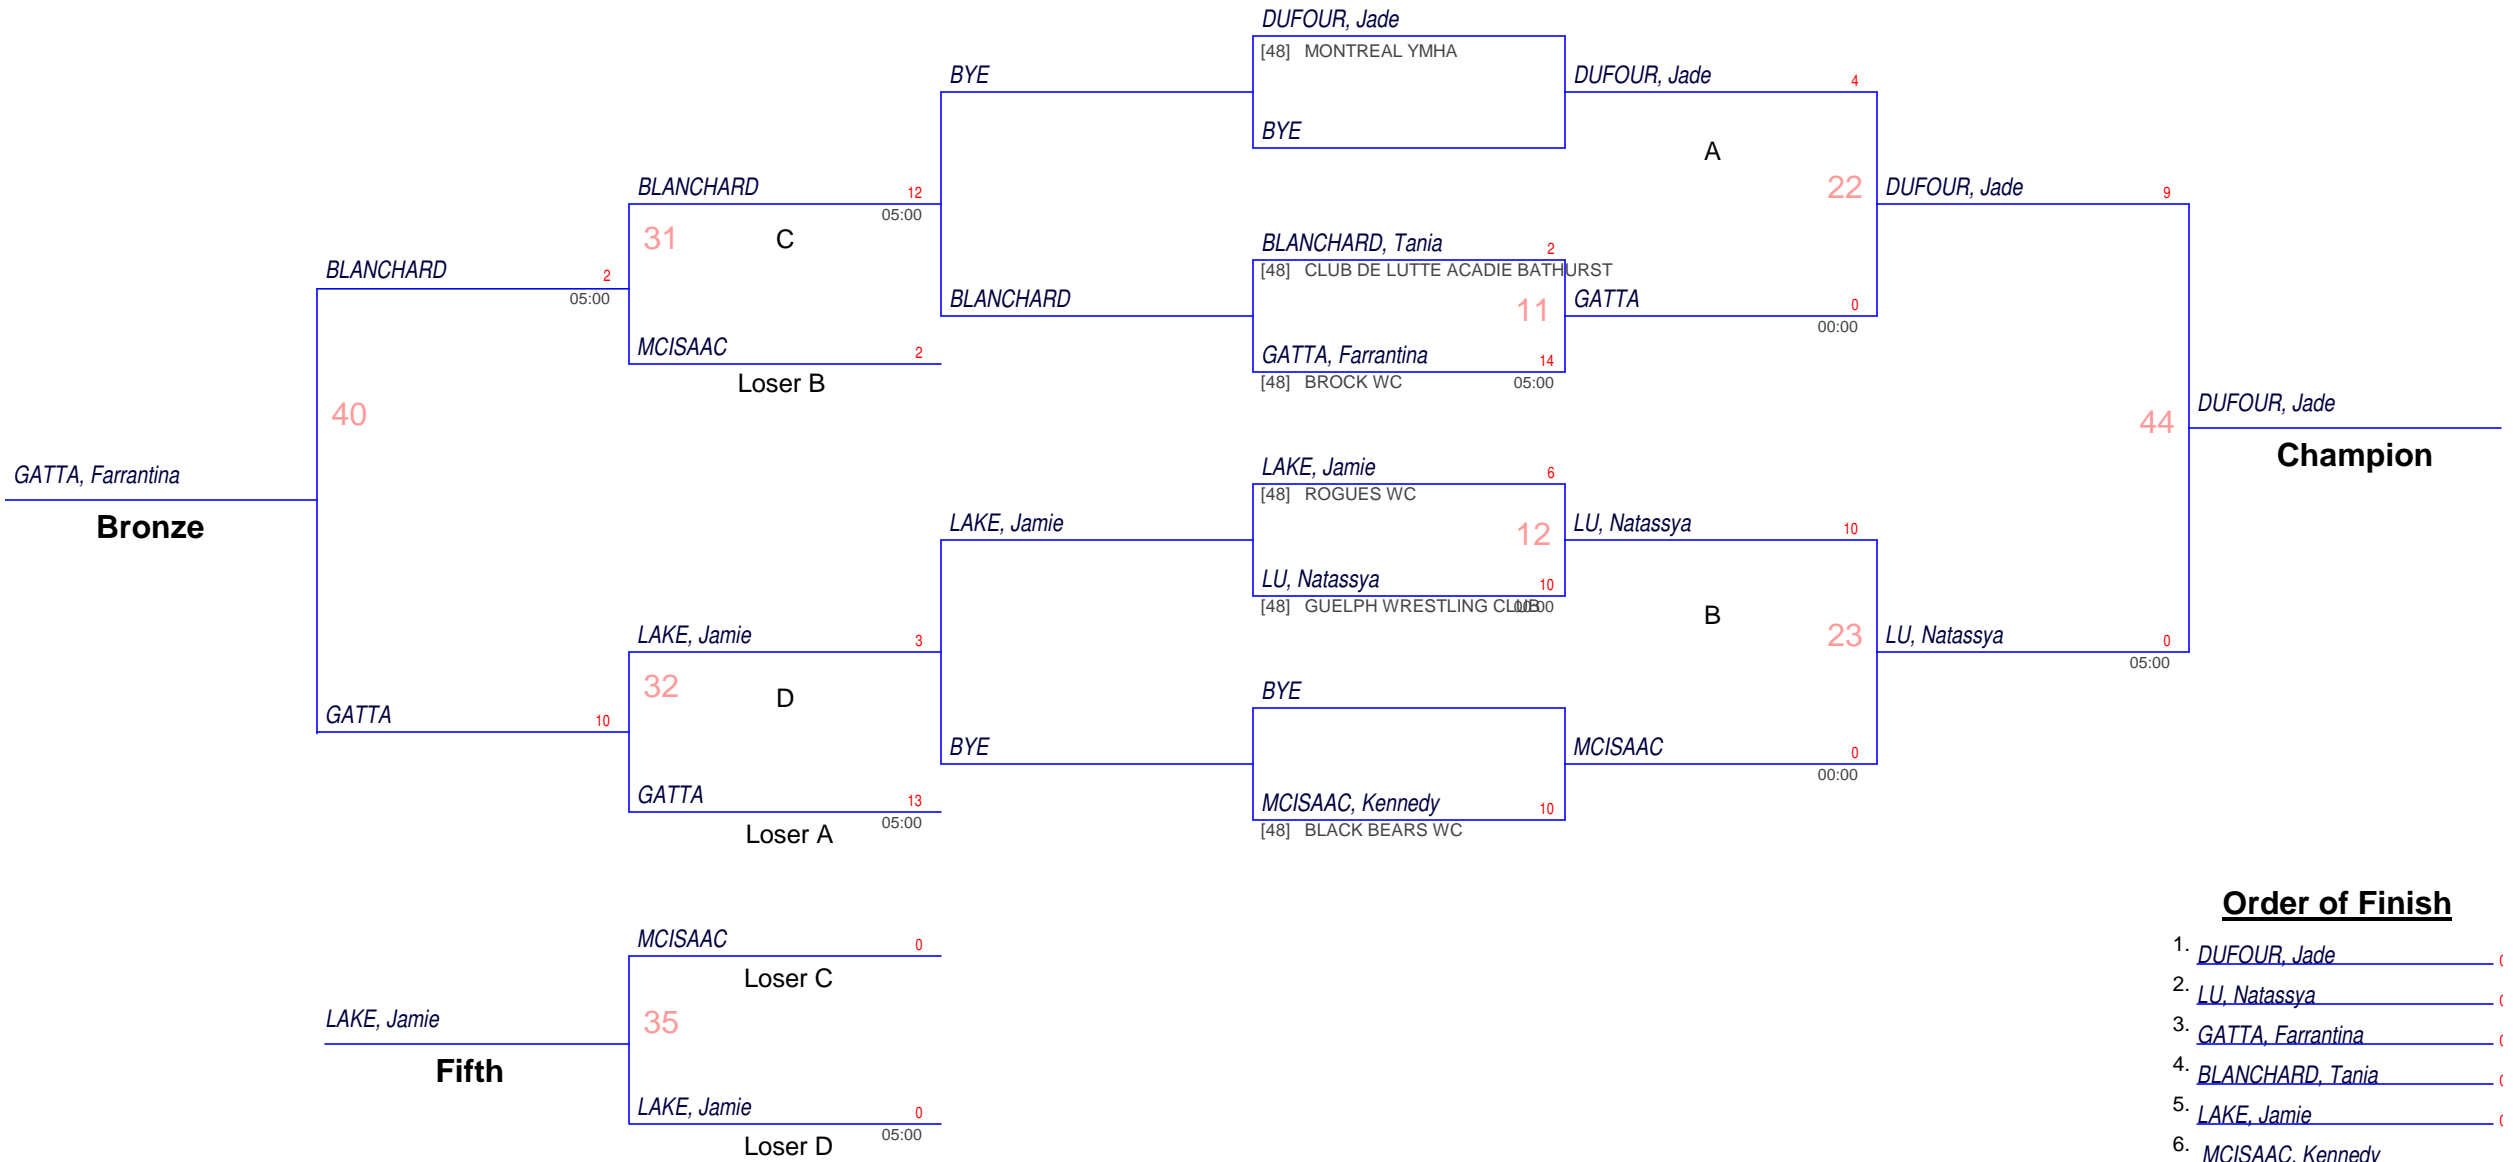 DUFOUR, Jade
[48] MONTREAL YMHA
BYE
DUFOUR, Jade 4
BYE
A
BLANCHARD 12
05:00
22
DUFOUR, Jade 9
31
C
BLANCHARD, Tania 2
[48] CLUB DE LUTTE ACADIE BATHURST
BLANCHARD 2
05:00
BLANCHARD
11
GATTA 0
00:00
MCISAAC 2
Loser B
GATTA, Farrantina 14
[48] BROCK WC 05:00
40
44
DUFOUR, Jade
Champion
GATTA, Farrantina
Bronze
LAKE, Jamie 6
[48] ROGUES WC
LAKE, Jamie
12
LU, Natassya 10
LU, Natassya 10
[48] GUELPH WRESTLING CLUB 00:00
B
LAKE, Jamie 3
23
LU, Natassya 0
05:00
32
D
BYE
GATTA 10
BYE
MCISAAC 0
00:00
GATTA 13
05:00
Loser A
MCISAAC, Kennedy 10
[48] BLACK BEARS WC
MCISAAC 0
Loser C
LAKE, Jamie
Fifth
35
LAKE, Jamie 0
05:00
Loser D
Order of Finish
1. DUFOUR, Jade
2. LU, Natassya
3. GATTA, Farrantina
4. BLANCHARD, Tania
5. LAKE, Jamie
6. MCISAAC, Kennedy